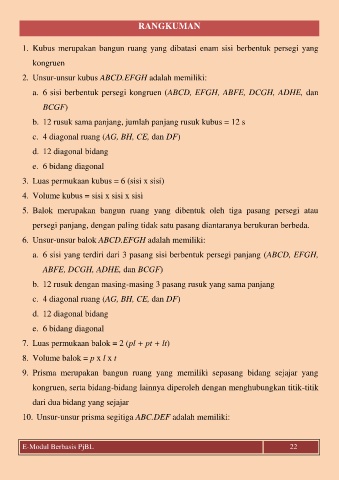 RANGKUMAN
1. Kubus merupakan bangun ruang yang dibatasi enam sisi berbentuk persegi yang
kongruen
2. Unsur-unsur kubus ABCD.EFGH adalah memiliki:
a. 6 sisi berbentuk persegi kongruen (ABCD, EFGH, ABFE, DCGH, ADHE, dan
BCGF)
b. 12 rusuk sama panjang, jumlah panjang rusuk kubus = 12 s
c. 4 diagonal ruang (AG, BH, CE, dan DF)
d. 12 diagonal bidang
e. 6 bidang diagonal
3. Luas permukaan kubus = 6 (sisi x sisi)
4. Volume kubus = sisi x sisi x sisi
5. Balok merupakan bangun ruang yang dibentuk oleh tiga pasang persegi atau
persegi panjang, dengan paling tidak satu pasang diantaranya berukuran berbeda.
6. Unsur-unsur balok ABCD.EFGH adalah memiliki:
a. 6 sisi yang terdiri dari 3 pasang sisi berbentuk persegi panjang (ABCD, EFGH,
ABFE, DCGH, ADHE, dan BCGF)
b. 12 rusuk dengan masing-masing 3 pasang rusuk yang sama panjang
c. 4 diagonal ruang (AG, BH, CE, dan DF)
d. 12 diagonal bidang
e. 6 bidang diagonal
7. Luas permukaan balok = 2 (pl + pt + lt)
8. Volume balok = p x l x t
9. Prisma merupakan bangun ruang yang memiliki sepasang bidang sejajar yang
kongruen, serta bidang-bidang lainnya diperoleh dengan menghubungkan titik-titik
dari dua bidang yang sejajar
10. Unsur-unsur prisma segitiga ABC.DEF adalah memiliki:
E-Modul Berbasis PjBL 22